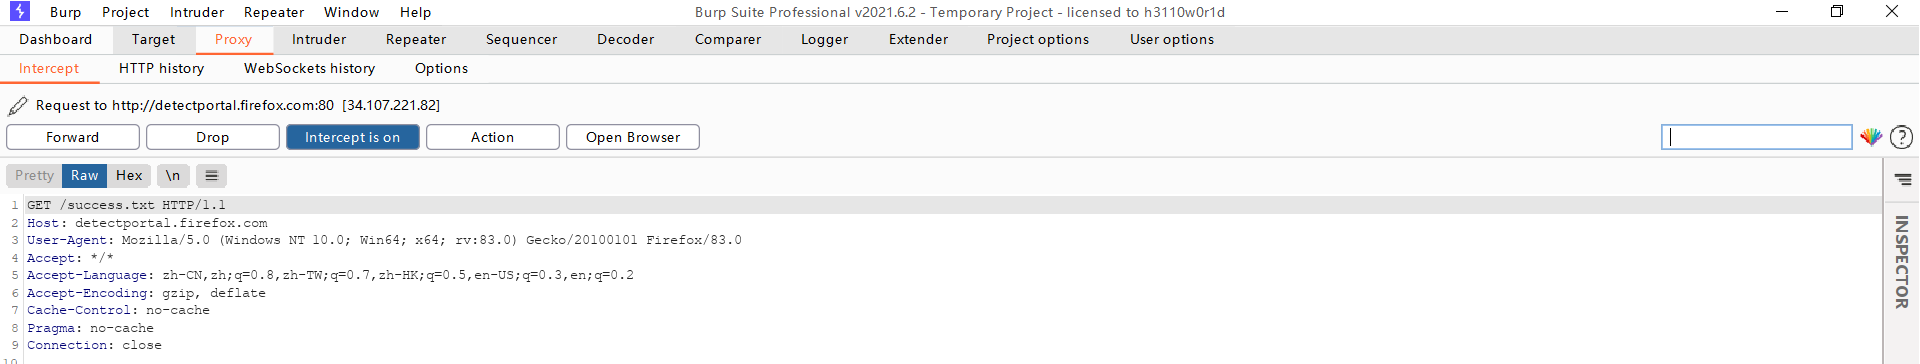 Burp Project Intruder Repeater Window Help Burp Suite Professional v2021.6.2 - Temporary Project - licensed to h3110w0r1d
Dashboard Target Proxy Intruder Repeater Sequencer Decoder Comparer Logger Extender Project options User options
Intercept HTTP history WebSockets history Options
Request to http://detectportal.firefox.com:80 [34.107.221.82]
Forward Drop Intercept is on Action Open Browser ?
Pretty Raw Hex \n
1 GET /success.txt HTTP/1.1
2 Host: detectportal.firefox.com
3 User-Agent: Mozilla/5.0 (Windows NT 10.0; Win64; x64; rv:83.0) Gecko/20100101 Firefox/83.0
4 Accept: */*
5 Accept-Language: zh-CN,zh;q=0.8,zh-TW;q=0.7,zh-HK;q=0.5,en-US;q=0.3,en;q=0.2
6 Accept-Encoding: gzip, deflate
7 Cache-Control: no-cache
8 Pragma: no-cache
9 Connection: close
10
INSPECTOR